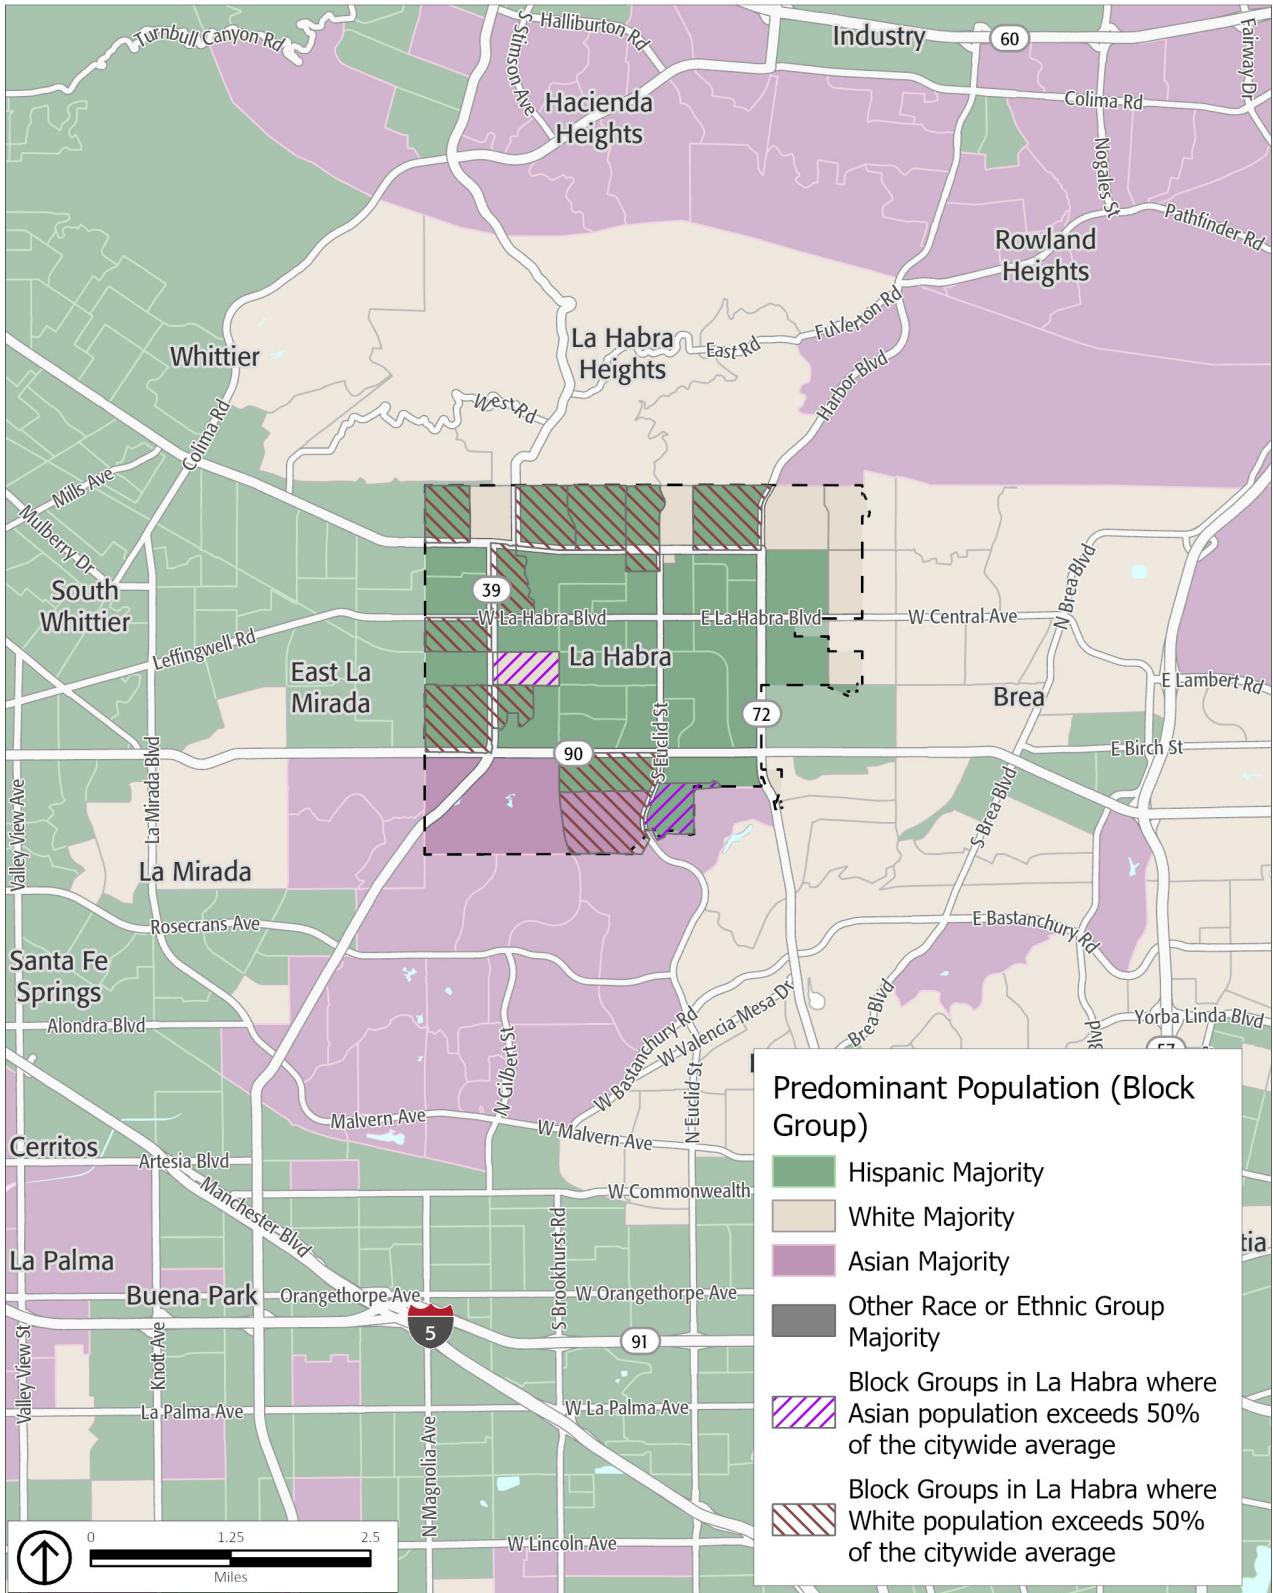 Turnbull Canyon Rd
S Stimson Ave
S Halliburton Rd
Industry
60
Fairway Dr
Hacienda
Heights
Colima Rd
Nogales St
Pathfinder Rd
Rowland
Heights
Whittier
La Habra
Heights
East Rd
Fullerton Rd
Harbor Blvd
West Rd
Colima Rd
Mills Ave
Mulberry Dr
South
Whittier
39
W La Habra Blvd
E La Habra Blvd
W Central Ave
N Brea Blvd
Leffingwell Rd
La Habra
East La
Mirada
E Lambert Rd
Brea
72
S Euclid St
90
E Birch St
La Mirada Blvd
Valley View Ave
S Brea Blvd
La Mirada
Rosecrans Ave
E Bastanchury Rd
Santa Fe
Springs
Alondra Blvd
W Bastanchury Rd
W Valencia Mesa Dr
Brea Blvd
Yorba Linda Blvd
57
N Gilbert St
N Euclid St
Malvern Ave
W Malvern Ave
Cerritos
Artesia Blvd
Manchester Blvd
W Commonwealth
La Palma
Buena Park
Orangethorpe Ave
S Brookhurst Rd
W Orangethorpe Ave
5
91
Valley View St
Knott Ave
La Palma Ave
W La Palma Ave
N Magnolia Ave
W Lincoln Ave
tia
Predominant Population (Block
Group)
Hispanic Majority
White Majority
Asian Majority
Other Race or Ethnic Group
Majority
Block Groups in La Habra where
Asian population exceeds 50%
of the citywide average
Block Groups in La Habra where
White population exceeds 50%
of the citywide average
0
1.25
2.5
Miles